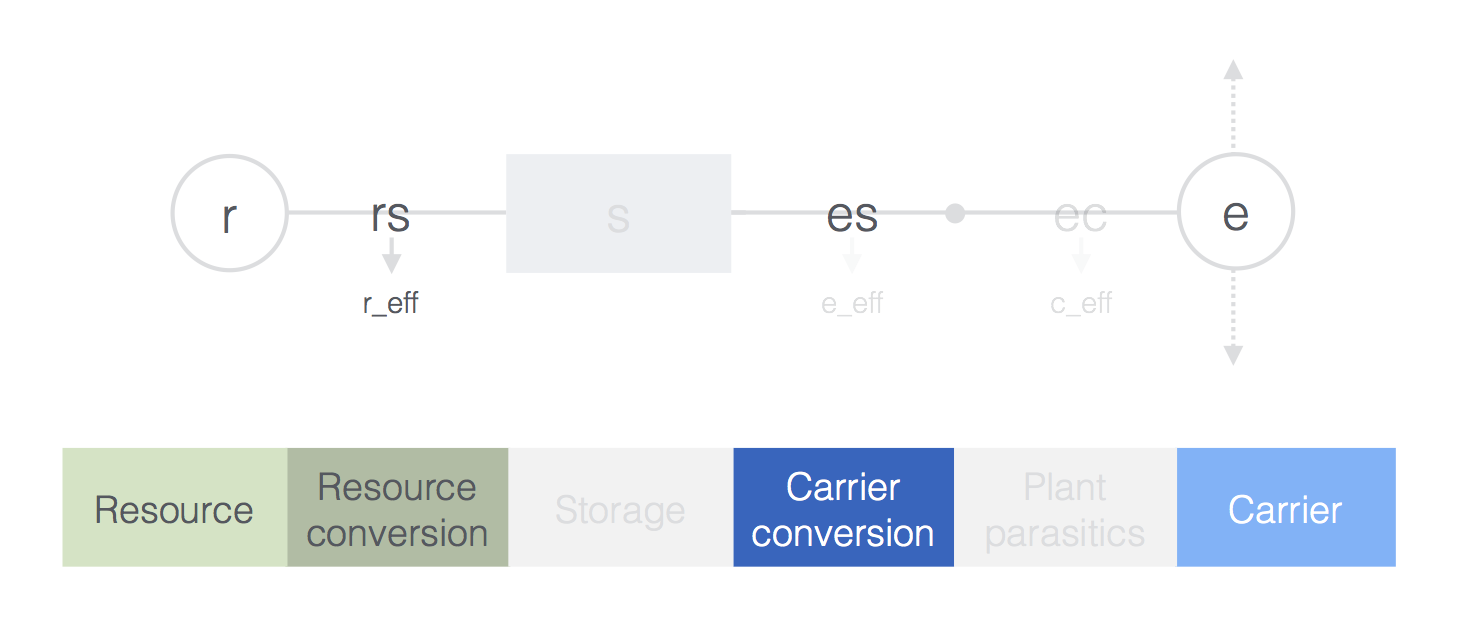 r
rs
s
es
ec
e
r_eff
e_eff
c_eff
Resource
Resource
conversion
Storage
Carrier
conversion
Plant
parasitics
Carrier